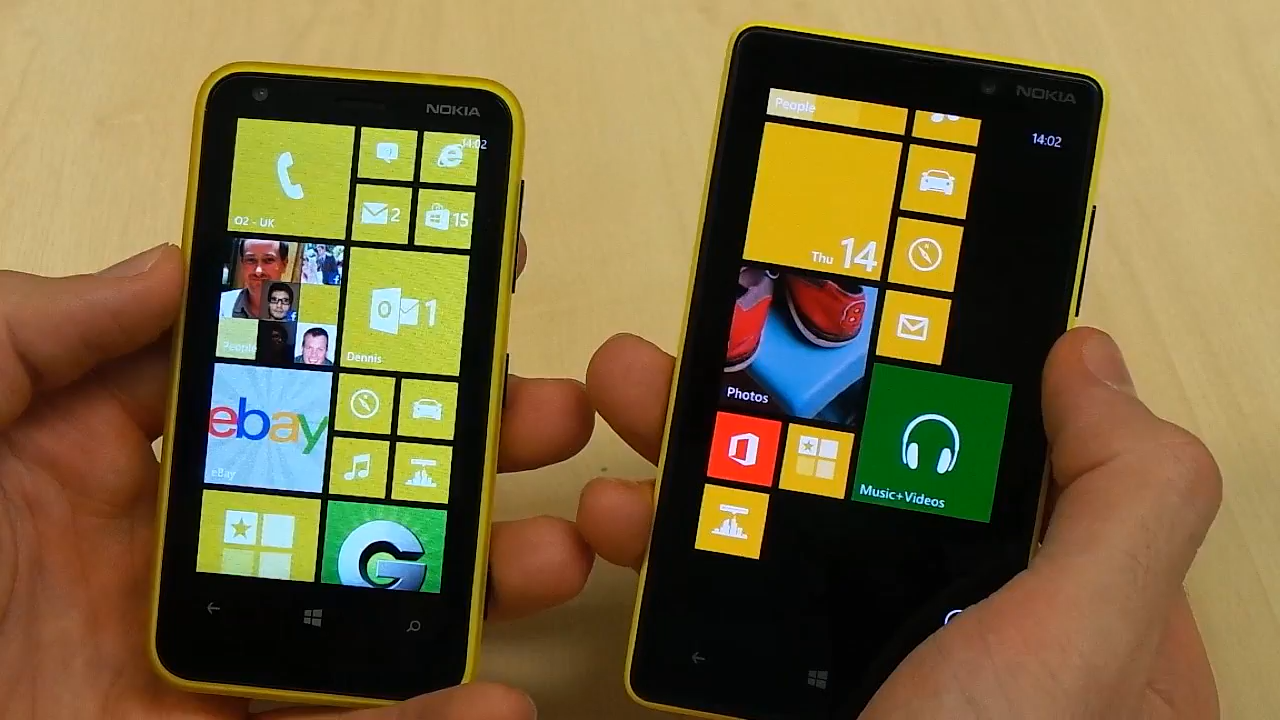 NOKIA
14:02
O2 - UK
2
15
People
1
Dennis
ebay
eBay
G
NOKIA
14:02
People
Thu 14
Photos
Music+Videos